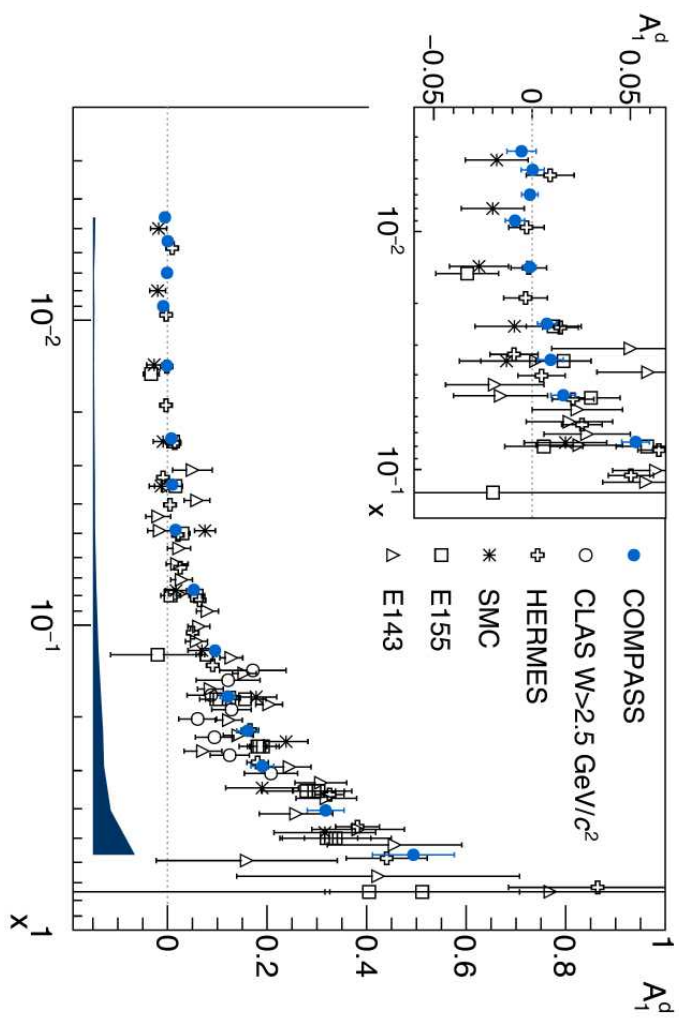 A₁ᵈ
1
0.8
0.6
0.4
0.2
0
10⁻²
10⁻¹
1
x
A₁ᵈ
0.05
0
−0.05
10⁻²
10⁻¹
x
COMPASS
CLAS W>2.5 GeV/c²
HERMES
SMC
E155
E143